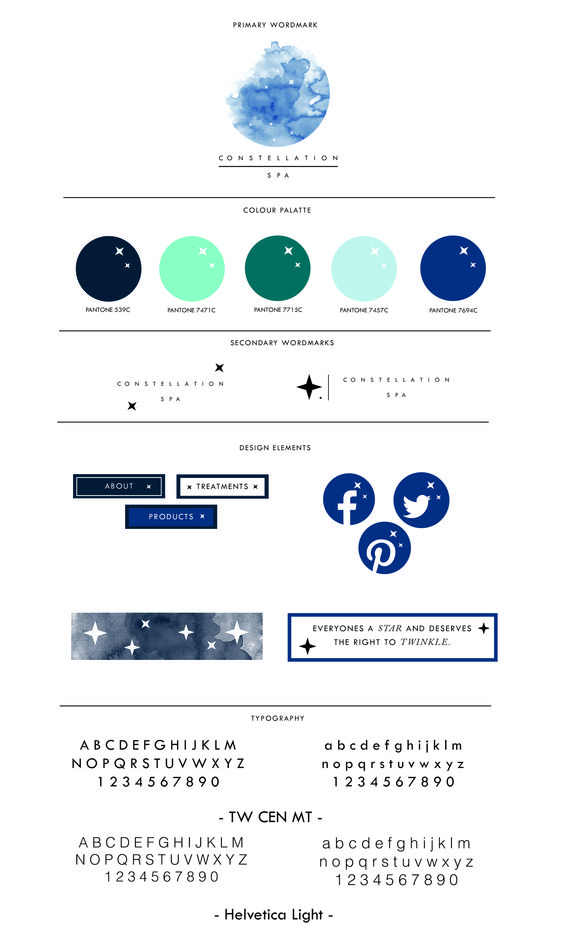 PRIMARY WORDMARK
CONSTELLATION
SPA
COLOUR PALATTE
PANTONE 539C
PANTONE 7471C
PANTONE 7715C
PANTONE 7457C
PANTONE 7694C
SECONDARY WORDMARKS
CONSTELLATION
SPA
CONSTELLATION
SPA
DESIGN ELEMENTS
ABOUT
TREATMENTS
PRODUCTS
EVERYONES A STAR AND DESERVES
THE RIGHT TO TWINKLE.
TYPOGRAPHY
ABCDEFGHIJKLM
NOPQRSTUVWXYZ
1234567890
abcdefghijklm
nopqrstuvwxyz
1234567890
- TW CEN MT -
ABCDEFGHIJKLM
NOPQRSTUVWXYZ
1234567890
abcdefghijklm
nopqrstuvwxyz
1234567890
- Helvetica Light -